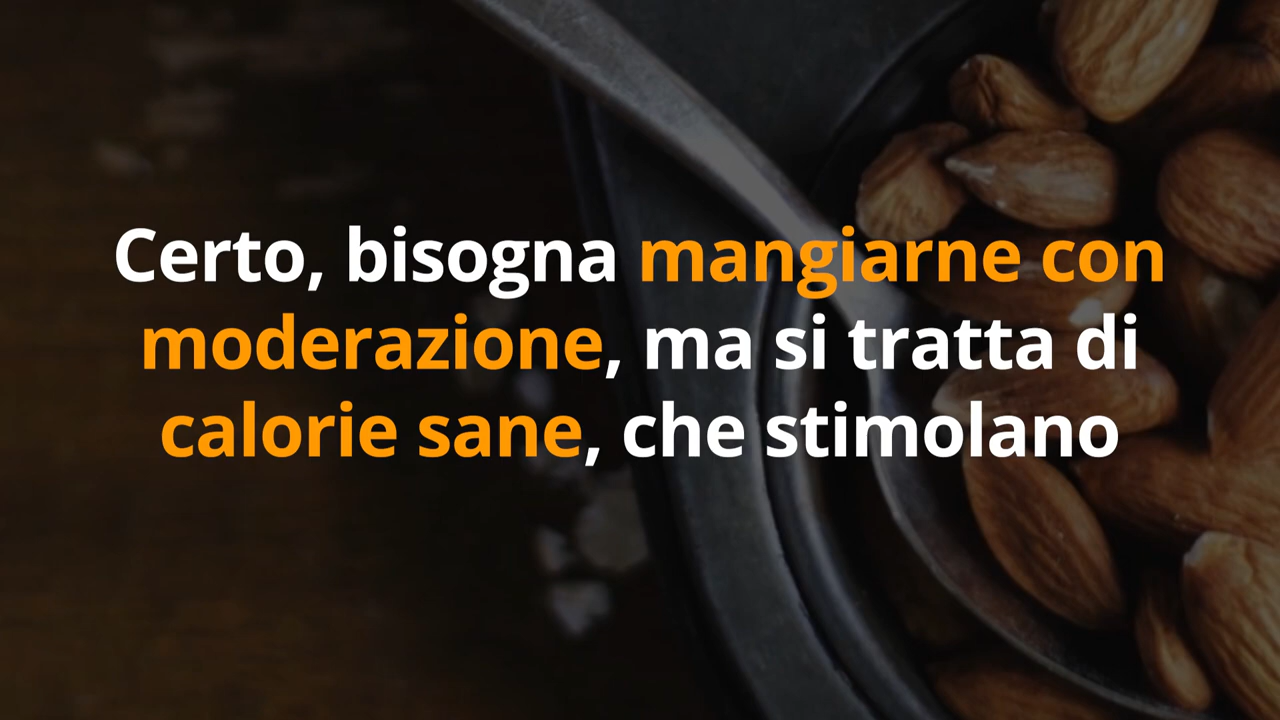 Certo, bisogna mangiarne con
moderazione, ma si tratta di
calorie sane, che stimolano